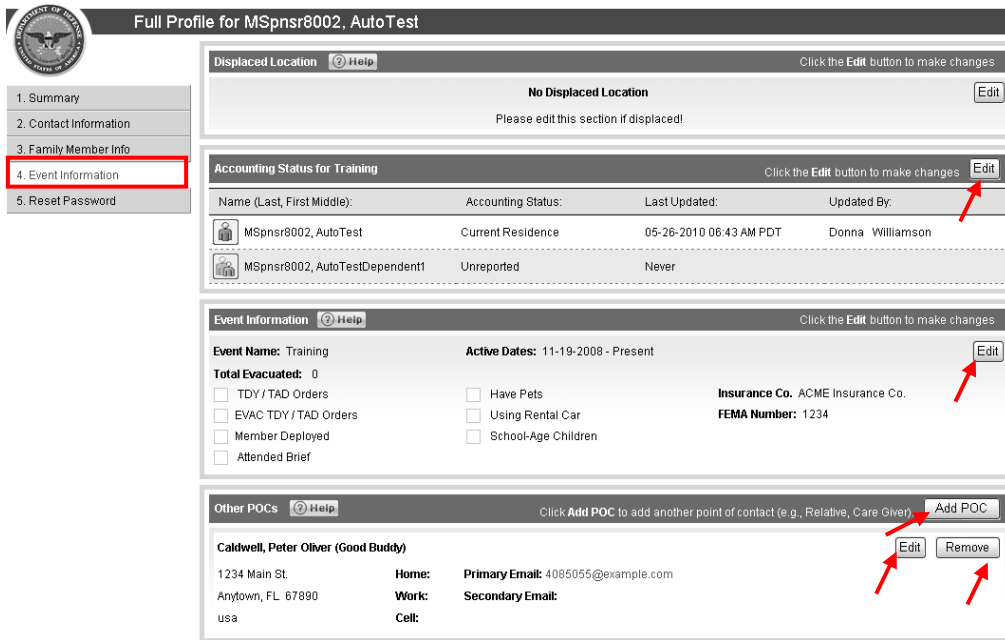 DEPARTMENT OF DEFENSE
UNITED STATES OF AMERICA
Full Profile for MSpnsr8002, AutoTest
1. Summary
2. Contact Information
3. Family Member Info
4. Event Information
5. Reset Password
Displaced Location ? Help Click the Edit button to make changes
No Displaced Location Edit
Please edit this section if displaced!
Accounting Status for Training Click the Edit button to make changes Edit
Name (Last, First Middle): Accounting Status: Last Updated: Updated By:
MSpnsr8002, AutoTest Current Residence 05-26-2010 06:43 AM PDT Donna Williamson
MSpnsr8002, AutoTestDependent1 Unreported Never
Event Information ? Help Click the Edit button to make changes
Event Name: Training Active Dates: 11-19-2008 - Present Edit
Total Evacuated: 0
TDY / TAD Orders Have Pets Insurance Co. ACME Insurance Co.
EVAC TDY / TAD Orders Using Rental Car FEMA Number: 1234
Member Deployed School-Age Children
Attended Brief
Other POCs ? Help Click Add POC to add another point of contact (e.g., Relative, Care Giver) Add POC
Caldwell, Peter Oliver (Good Buddy) Edit Remove
1234 Main St. Home: Primary Email: 4085055@example.com
Anytown, FL 67890 Work: Secondary Email:
usa Cell: